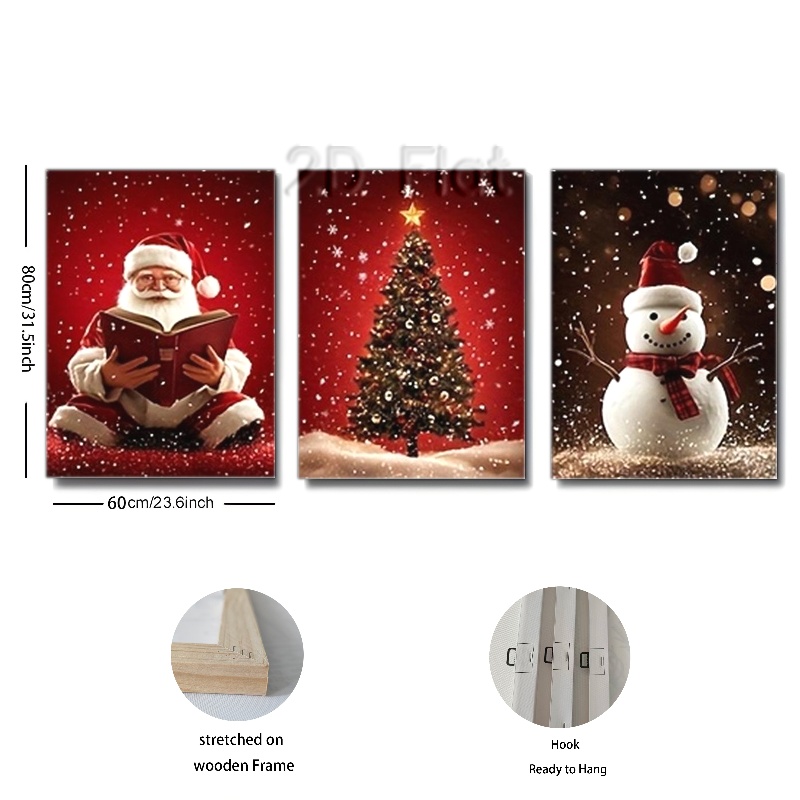 2D Flat
80cm/31.5inch
60cm/23.6inch
stretched on
wooden Frame
Hook
Ready to Hang